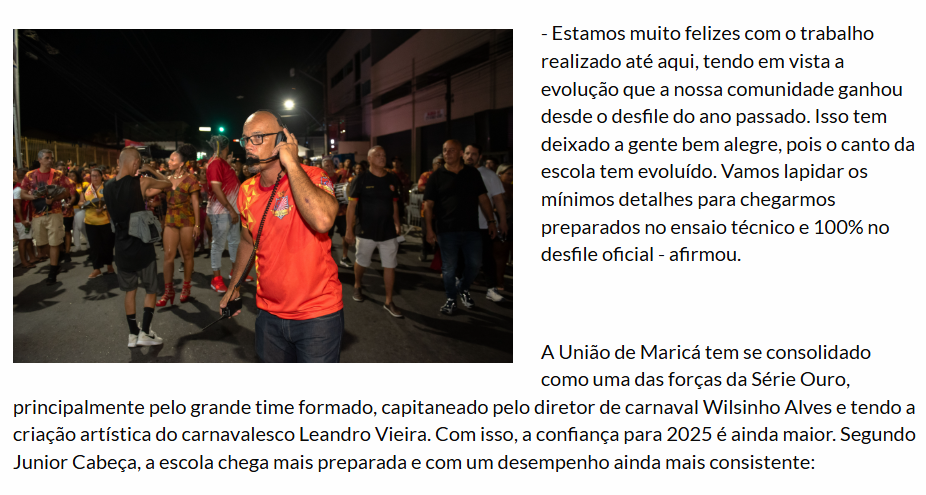 - Estamos muito felizes com o trabalho
realizado até aqui, tendo em vista a
evolução que a nossa comunidade ganhou
desde o desfile do ano passado. Isso tem
deixado a gente bem alegre, pois o canto da
escola tem evoluído. Vamos lapidar os
mínimos detalhes para chegarmos
preparados no ensaio técnico e 100% no
desfile oficial - afirmou.
A União de Maricá tem se consolidado
como uma das forças da Série Ouro,
principalmente pelo grande time formado, capitaneado pelo diretor de carnaval Wilsinho Alves e tendo a
criação artística do carnavalesco Leandro Vieira. Com isso, a confiança para 2025 é ainda maior. Segundo
Junior Cabeça, a escola chega mais preparada e com um desempenho ainda mais consistente: